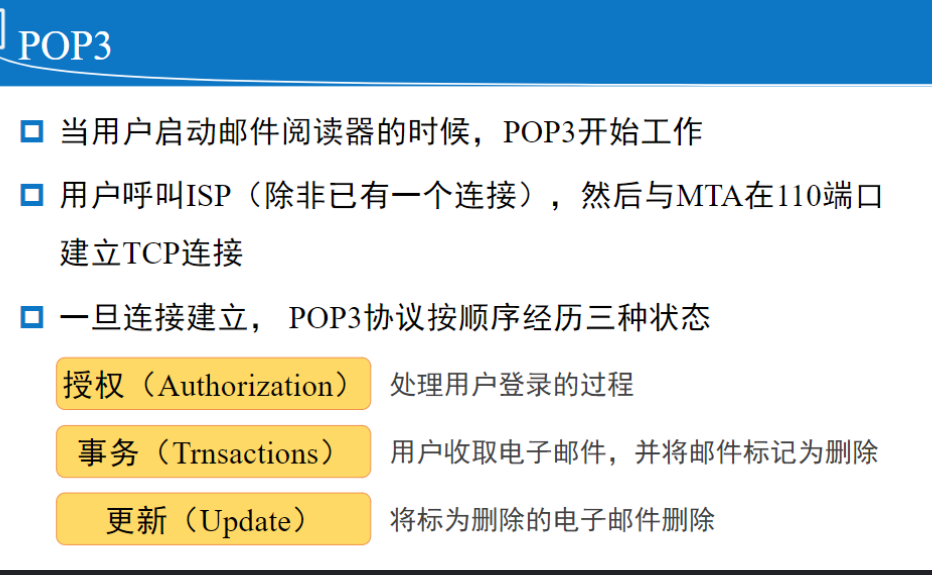 POP3
当用户启动邮件阅读器的时候，POP3开始工作
用户呼叫ISP（除非已有一个连接），然后与MTA在110端口
建立TCP连接
一旦连接建立， POP3协议按顺序经历三种状态
授权（Authorization） 处理用户登录的过程
事务（Trnsactions） 用户收取电子邮件，并将邮件标记为删除
更新（Update） 将标为删除的电子邮件删除